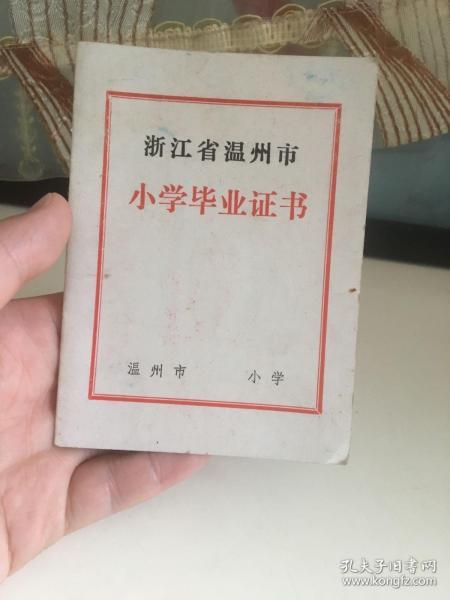 浙江省温州市
小学毕业证书
温州市 小学
孔夫子旧书网
www.kongfz.com